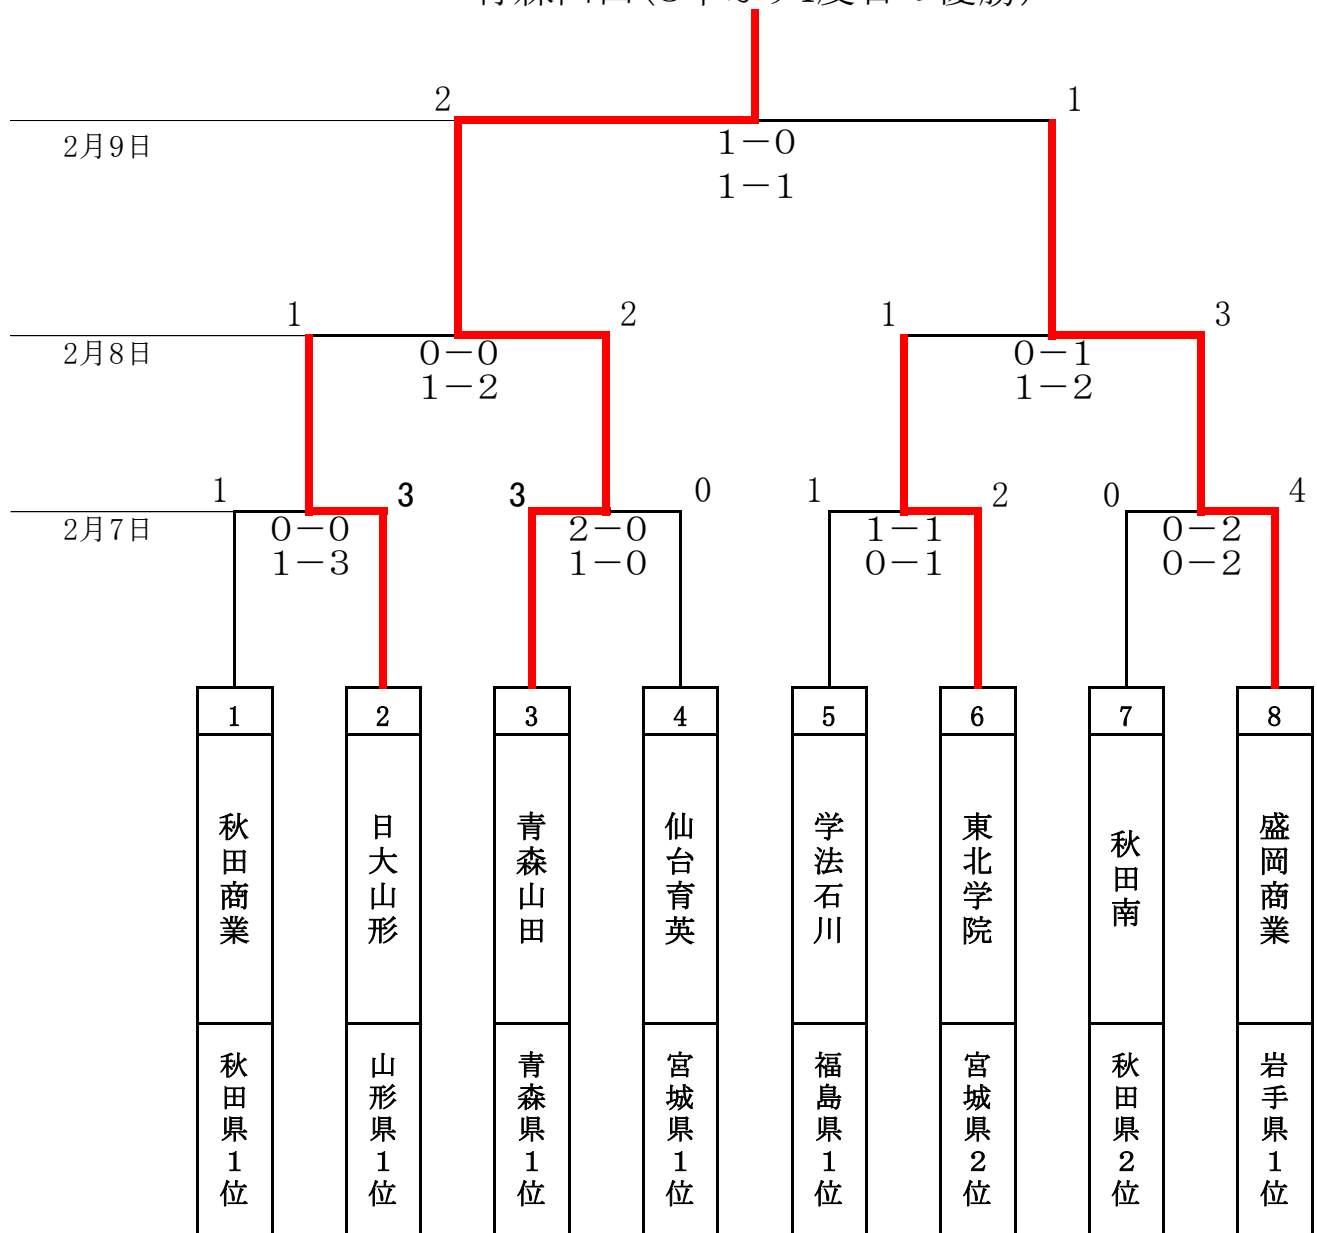 2 1
2月9日
1－0
1－1
1 2 1 3
2月8日
0－0 0－1
1－2 1－2
1 3 3 0 1 2 0 4
2月7日
0－0 2－0 1－1 0－2
1－3 1－0 0－1 0－2
1 2 3 4 5 6 7 8
秋田商業
日大山形
青森山田
仙台育英
学法石川
東北学院
秋田南
盛岡商業
秋田県1位
山形県1位
青森県1位
宮城県1位
福島県1位
宮城県2位
秋田県2位
岩手県1位